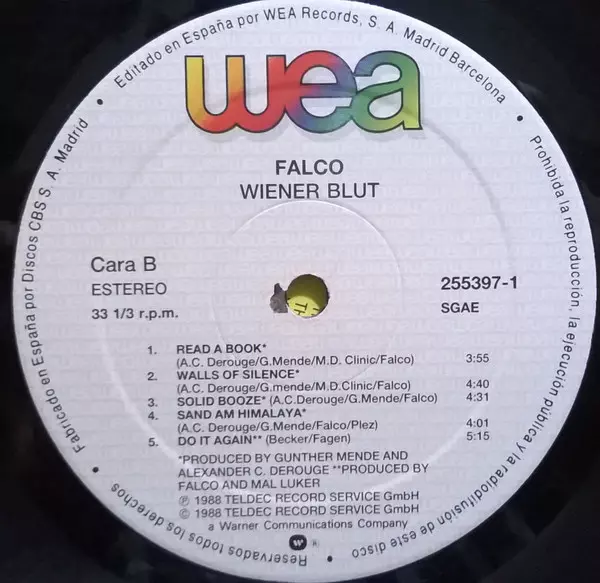 Editado en España por WEA Records, S. A. Madrid Barcelona
Prohibida la reproducción, la ejecución pública y la radiodifusión de este disco
Reservados todos los derechos
Fabricado en España por Discos CBS S. A. Madrid
wea
FALCO
WIENER BLUT
Cara B
ESTEREO
33 1/3 r.p.m.
255397-1
SGAE
1. READ A BOOK*
(A.C. Derouge/G.Mende/M.D. Clinic/Falco) 3:55
2. WALLS OF SILENCE*
(A.C. Derouge/G.mende/M.D. Clinic/Falco) 4:40
3. SOLID BOOZE* (A.C. Derouge/G.Mende/Falco) 4:31
4. SAND AM HIMALAYA*
(A.C. Derouge/G.Mende/Falco/Plez) 4:01
5. DO IT AGAIN** (Becker/Fagen) 5:15
*PRODUCED BY GUNTHER MENDE AND
ALEXANDER C. DEROUGE **PRODUCED BY
FALCO AND MAL LUKER
℗ 1988 TELDEC RECORD SERVICE GmbH
© 1988 TELDEC RECORD SERVICE GmbH
a Warner Communications Company
W ®